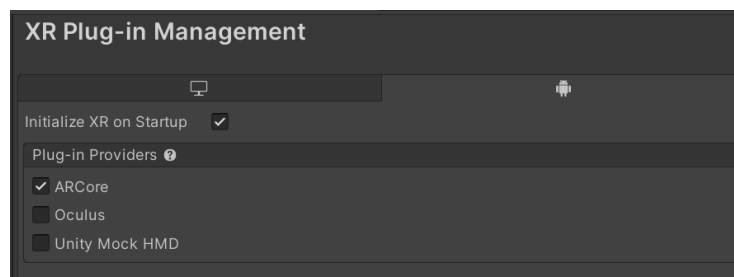 XR Plug-in Management
Initialize XR on Startup
Plug-in Providers ?
ARCore
Oculus
Unity Mock HMD